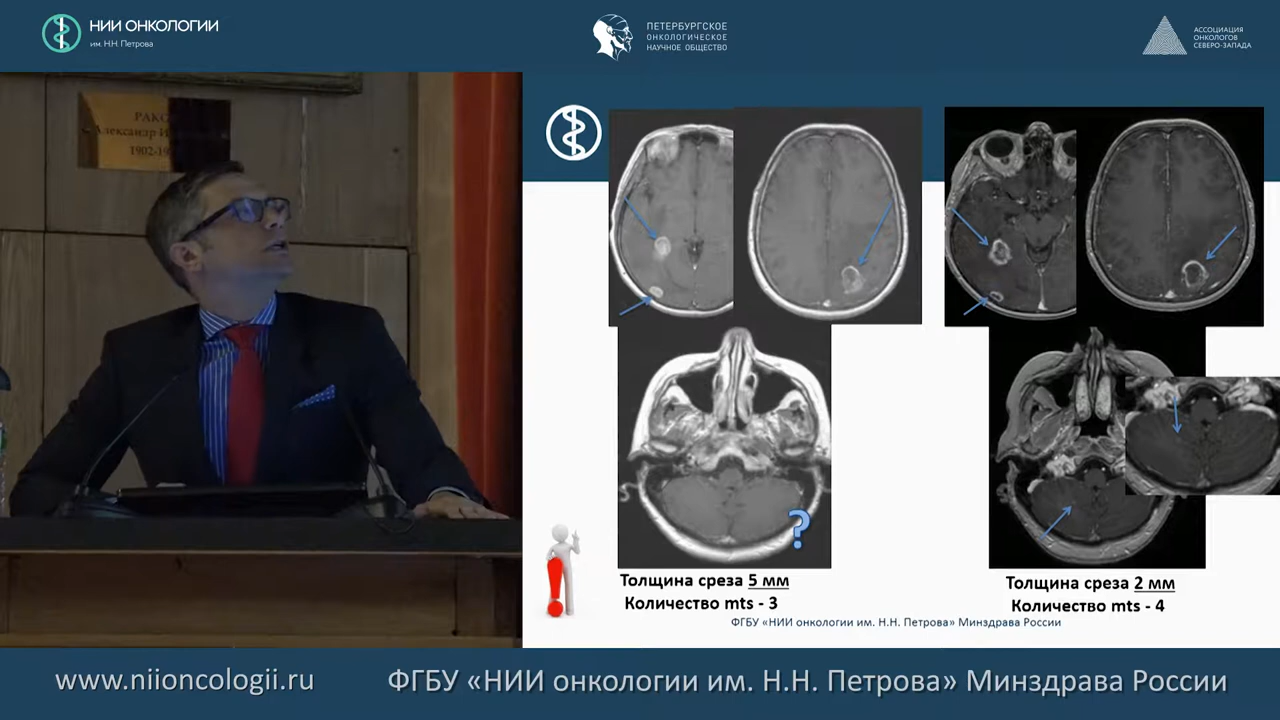 НИИ ОНКОЛОГИИ
им. Н.Н. Петрова
ПЕТЕРБУРГСКОЕ
ОНКОЛОГИЧЕСКОЕ
НАУЧНОЕ ОБЩЕСТВО
АССОЦИАЦИЯ
ОНКОЛОГОВ
СЕВЕРО-ЗАПАДА
РАКО
Александр И
1902-19
?
Толщина среза 5 мм
Количество mts - 3
Толщина среза 2 мм
Количество mts - 4
ФГБУ «НИИ онкологии им. Н.Н. Петрова» Минздрава России
www.niioncologii.ru
ФГБУ «НИИ онкологии им. Н.Н. Петрова» Минздрава России